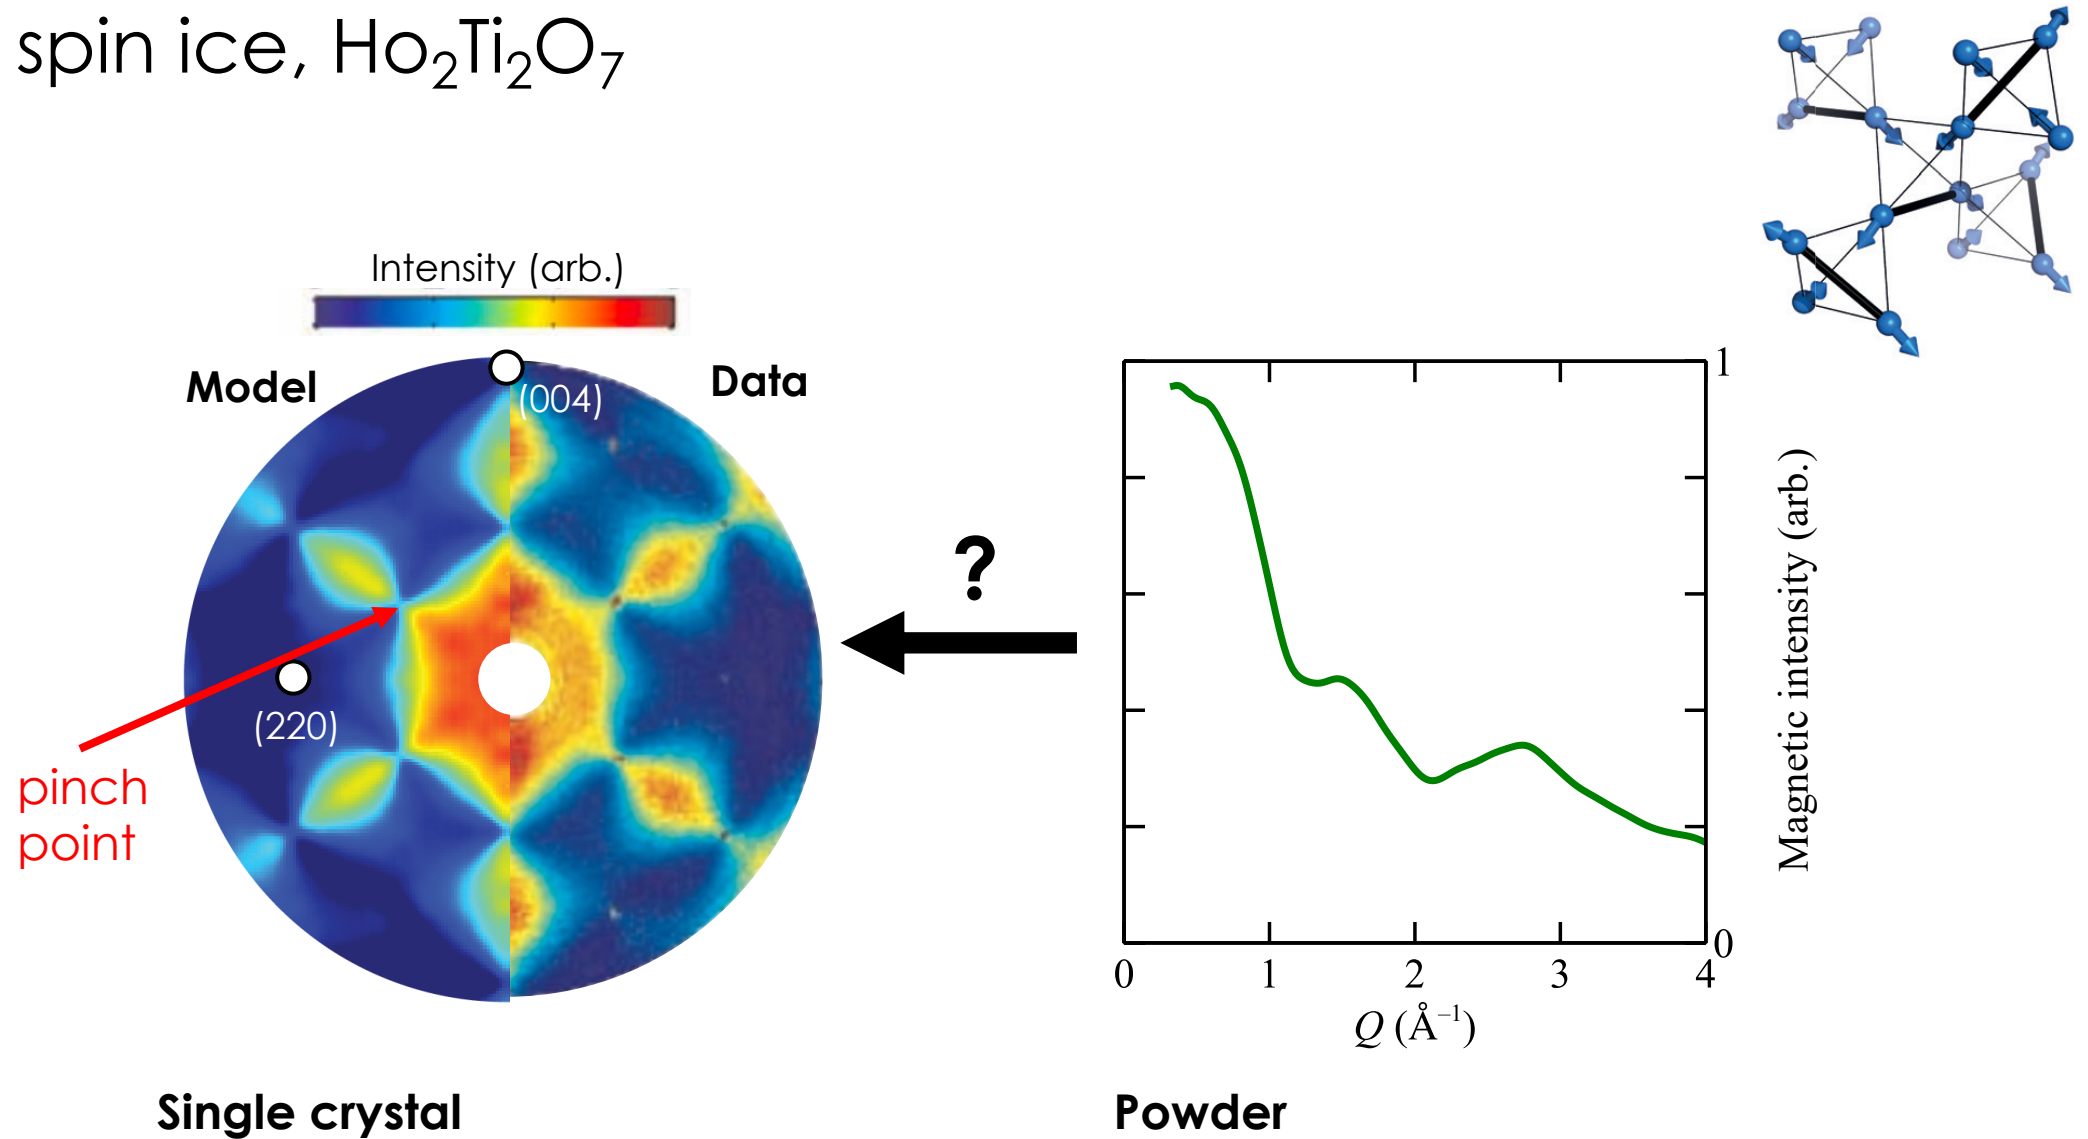 spin ice, Ho₂Ti₂O₇
Intensity (arb.)
Model
Data
(004)
(220)
pinch
point
?
1
0
0 1 2 3 4
Q (Å⁻¹)
Magnetic intensity (arb.)
Single crystal
Powder